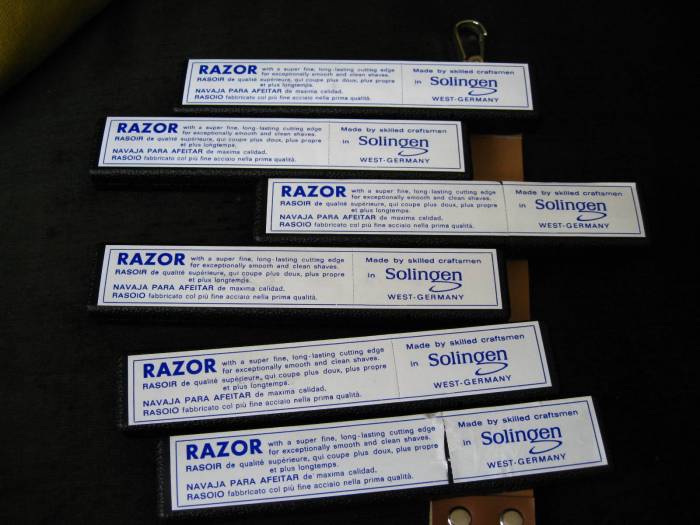 RAZOR with a super fine, long-lasting cutting edge
for exceptionally smooth and clean shaves.
RASOIR de qualité supérieure, qui coupe plus doux, plus propre
et plus longtemps.
NAVAJA PARA AFEITAR de maxima calidad.
RASOIO fabbricato col più fine acciaio nella prima qualità.
Made by skilled craftsmen
in Solingen
WEST-GERMANY
RAZOR with a super fine, long-lasting cutting edge
for exceptionally smooth and clean shaves.
RASOIR de qualité supérieure, qui coupe plus doux, plus propre
et plus longtemps.
NAVAJA PARA AFEITAR de maxima calidad.
RASOIO fabbricato col più fine acciaio nella prima qualità.
Made by skilled craftsmen
in Solingen
WEST-GERMANY
RAZOR with a super fine, long-lasting cutting edge
for exceptionally smooth and clean shaves.
RASOIR de qualité supérieure, qui coupe plus doux, plus propre
et plus longtemps.
NAVAJA PARA AFEITAR de maxima calidad.
RASOIO fabbricato col più fine acciaio nella prima qualità.
Made by skilled craftsmen
in Solingen
WEST-GERMANY
RAZOR with a super fine, long-lasting cutting edge
for exceptionally smooth and clean shaves.
RASOIR de qualité supérieure, qui coupe plus doux, plus propre
et plus longtemps.
NAVAJA PARA AFEITAR de maxima calidad.
RASOIO fabbricato col più fine acciaio nella prima qualità.
Made by skilled craftsmen
in Solingen
WEST-GERMANY
RAZOR with a super fine, long-lasting cutting edge
for exceptionally smooth and clean shaves.
RASOIR de qualité supérieure, qui coupe plus doux, plus propre
et plus longtemps.
NAVAJA PARA AFEITAR de maxima calidad.
RASOIO fabbricato col più fine acciaio nella prima qualità.
Made by skilled craftsmen
in Solingen
WEST-GERMANY
RAZOR with a super fine, long-lasting cutting edge
for exceptionally smooth and clean shaves.
RASOIR de qualité supérieure, qui coupe plus doux, plus propre
et plus longtemps.
NAVAJA PARA AFEITAR de maxima calidad.
RASOIO fabbricato col più fine acciaio nella prima qualità.
Made by skilled craftsmen
in Solingen
WEST-GERMANY